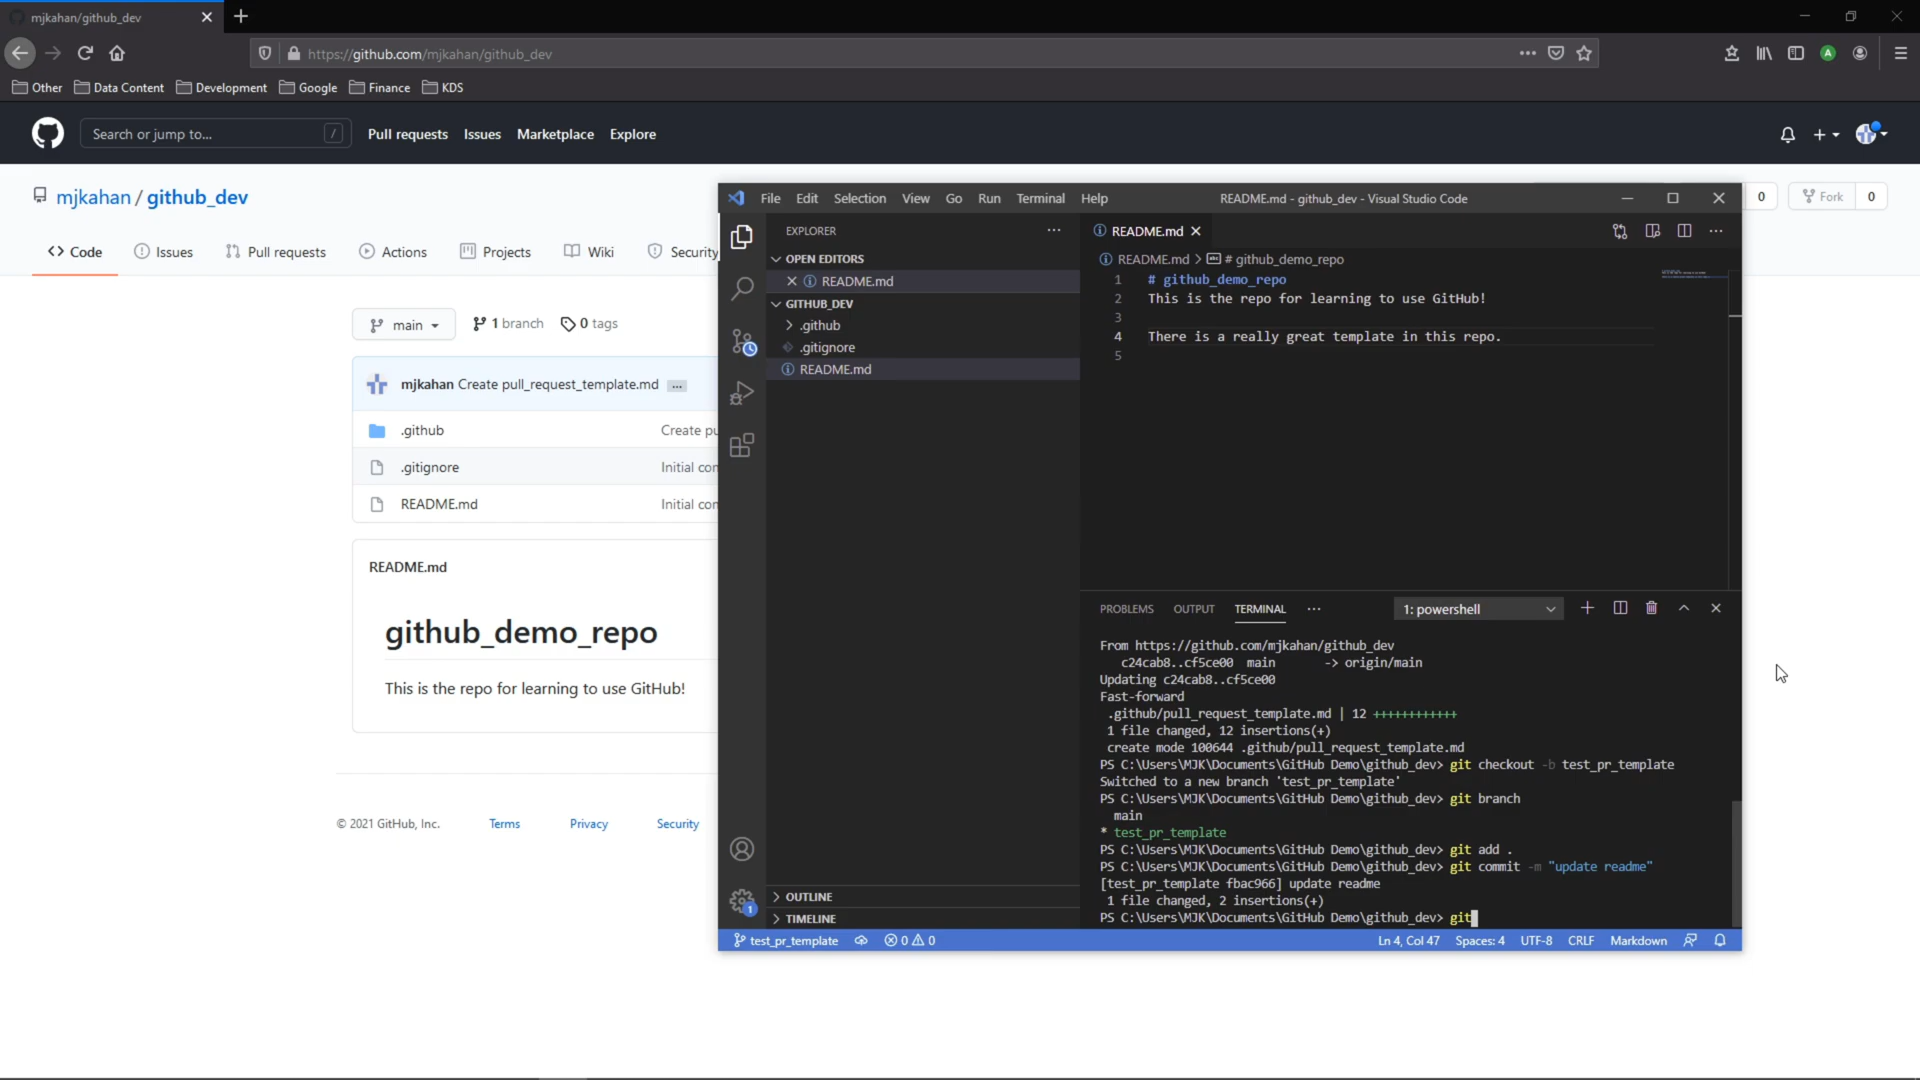 mjkahan/github_dev
https://github.com/mjkahan/github_dev
Other Data Content Development Google Finance KDS
Search or jump to... / Pull requests Issues Marketplace Explore
mjkahan / github_dev
0 Fork 0
Code Issues Pull requests Actions Projects Wiki Security
main 1 branch 0 tags
mjkahan Create pull_request_template.md ...
.github Create pu
.gitignore Initial com
README.md Initial com
README.md
github_demo_repo
This is the repo for learning to use GitHub!
© 2021 GitHub, Inc. Terms Privacy Security
File Edit Selection View Go Run Terminal Help README.md - github_dev - Visual Studio Code
EXPLORER
OPEN EDITORS
README.md
GITHUB_DEV
.github
.gitignore
README.md
OUTLINE
TIMELINE
README.md
README.md > # github_demo_repo
1 # github_demo_repo
2 This is the repo for learning to use GitHub!
3
4 There is a really great template in this repo.
5
PROBLEMS OUTPUT TERMINAL ... 1: powershell
From https://github.com/mjkahan/github_dev
c24cab8..cf5ce00 main -> origin/main
Updating c24cab8..cf5ce00
Fast-forward
.github/pull_request_template.md | 12 ++++++++++++
1 file changed, 12 insertions(+)
create mode 100644 .github/pull_request_template.md
PS C:\Users\MJK\Documents\GitHub Demo\github_dev> git checkout -b test_pr_template
Switched to a new branch 'test_pr_template'
PS C:\Users\MJK\Documents\GitHub Demo\github_dev> git branch
main
* test_pr_template
PS C:\Users\MJK\Documents\GitHub Demo\github_dev> git add .
PS C:\Users\MJK\Documents\GitHub Demo\github_dev> git commit -m "update readme"
[test_pr_template fbac966] update readme
1 file changed, 2 insertions(+)
PS C:\Users\MJK\Documents\GitHub Demo\github_dev> git
test_pr_template 0 0 Ln 4, Col 47 Spaces: 4 UTF-8 CRLF Markdown
A
1